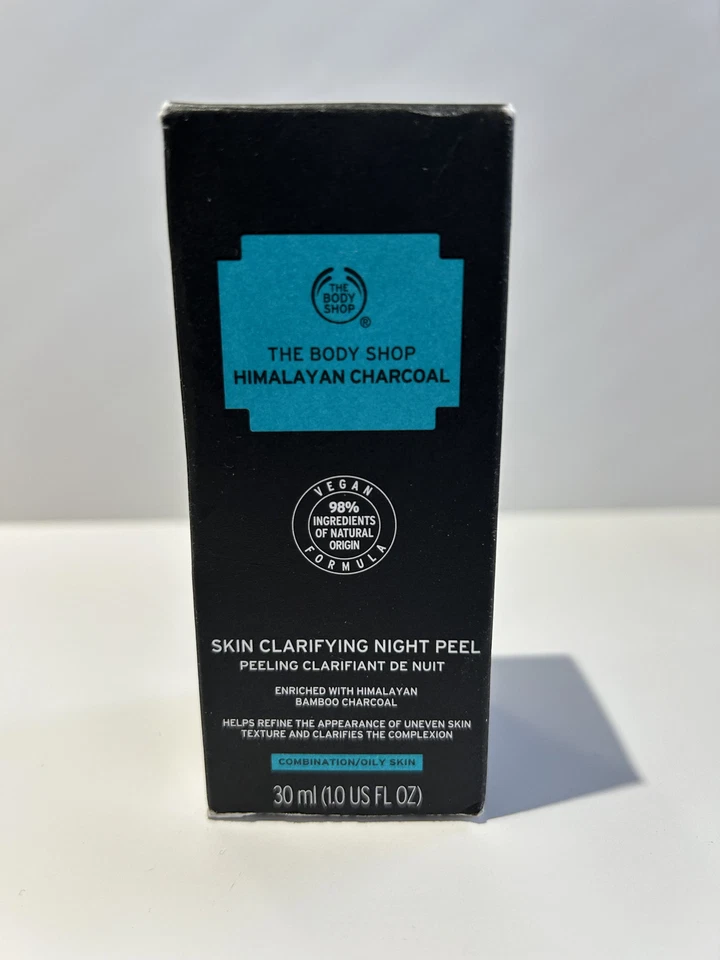 THE
BODY
SHOP
®
THE BODY SHOP
HIMALAYAN CHARCOAL
VEGAN
98%
INGREDIENTS
OF NATURAL
ORIGIN
FORMULA
SKIN CLARIFYING NIGHT PEEL
PEELING CLARIFIANT DE NUIT
ENRICHED WITH HIMALAYAN
BAMBOO CHARCOAL
HELPS REFINE THE APPEARANCE OF UNEVEN SKIN
TEXTURE AND CLARIFIES THE COMPLEXION
COMBINATION/OILY SKIN
30 ml (1.0 US FL OZ)